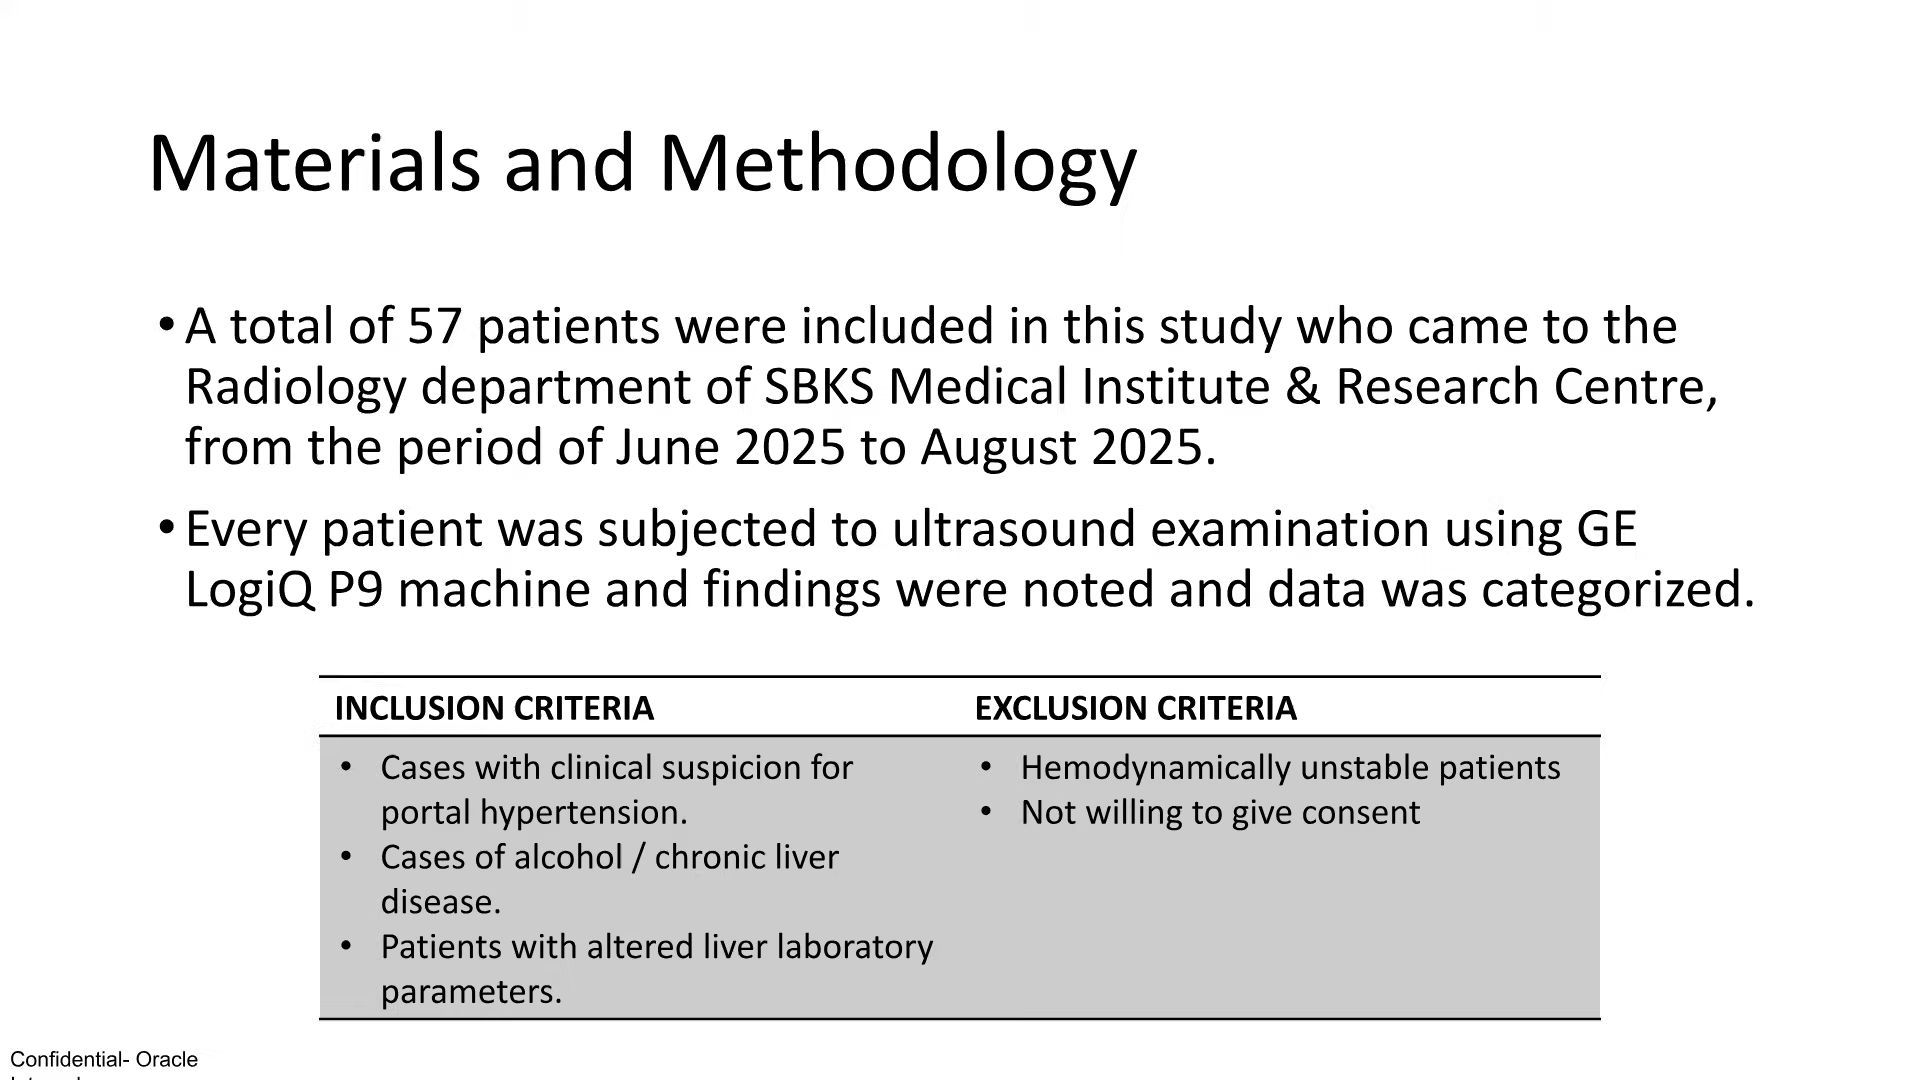 Materials and Methodology
• A total of 57 patients were included in this study who came to the
Radiology department of SBKS Medical Institute & Research Centre,
from the period of June 2025 to August 2025.
• Every patient was subjected to ultrasound examination using GE
LogiQ P9 machine and findings were noted and data was categorized.
INCLUSION CRITERIA
• Cases with clinical suspicion for
portal hypertension.
• Cases of alcohol / chronic liver
disease.
• Patients with altered liver laboratory
parameters.
EXCLUSION CRITERIA
• Hemodynamically unstable patients
• Not willing to give consent
Confidential- Oracle